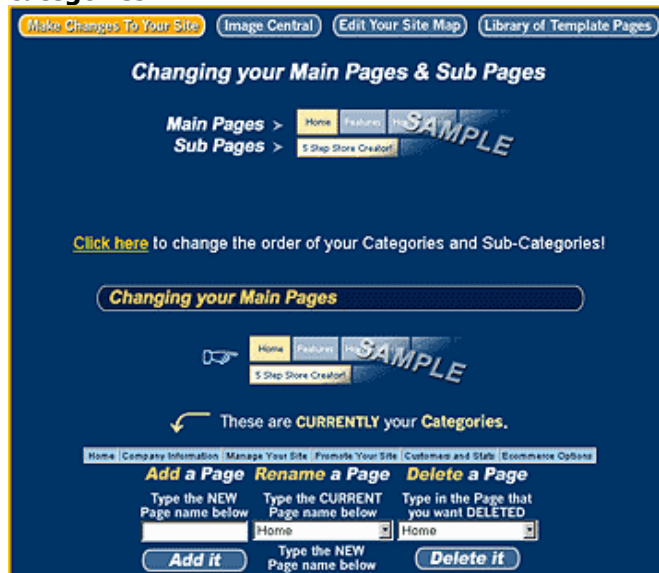 categories
Make Changes To Your Site Image Central Edit Your Site Map Library of Template Pages
Changing your Main Pages & Sub Pages
Main Pages > Home Features SAMPLE
Sub Pages > 5 Step Store Creator!
Click here to change the order of your Categories and Sub-Categories!
Changing your Main Pages
Home Features SAMPLE
5 Step Store Creator!
These are CURRENTLY your Categories.
Home Company Information Manage Your Site Promote Your Site Customers and Stats Ecommerce Options
Add a Page Rename a Page Delete a Page
Type the NEW Type the CURRENT Type in the Page that
Page name below Page name below you want DELETED
Home Home
Add it Type the NEW Delete it
Page name below